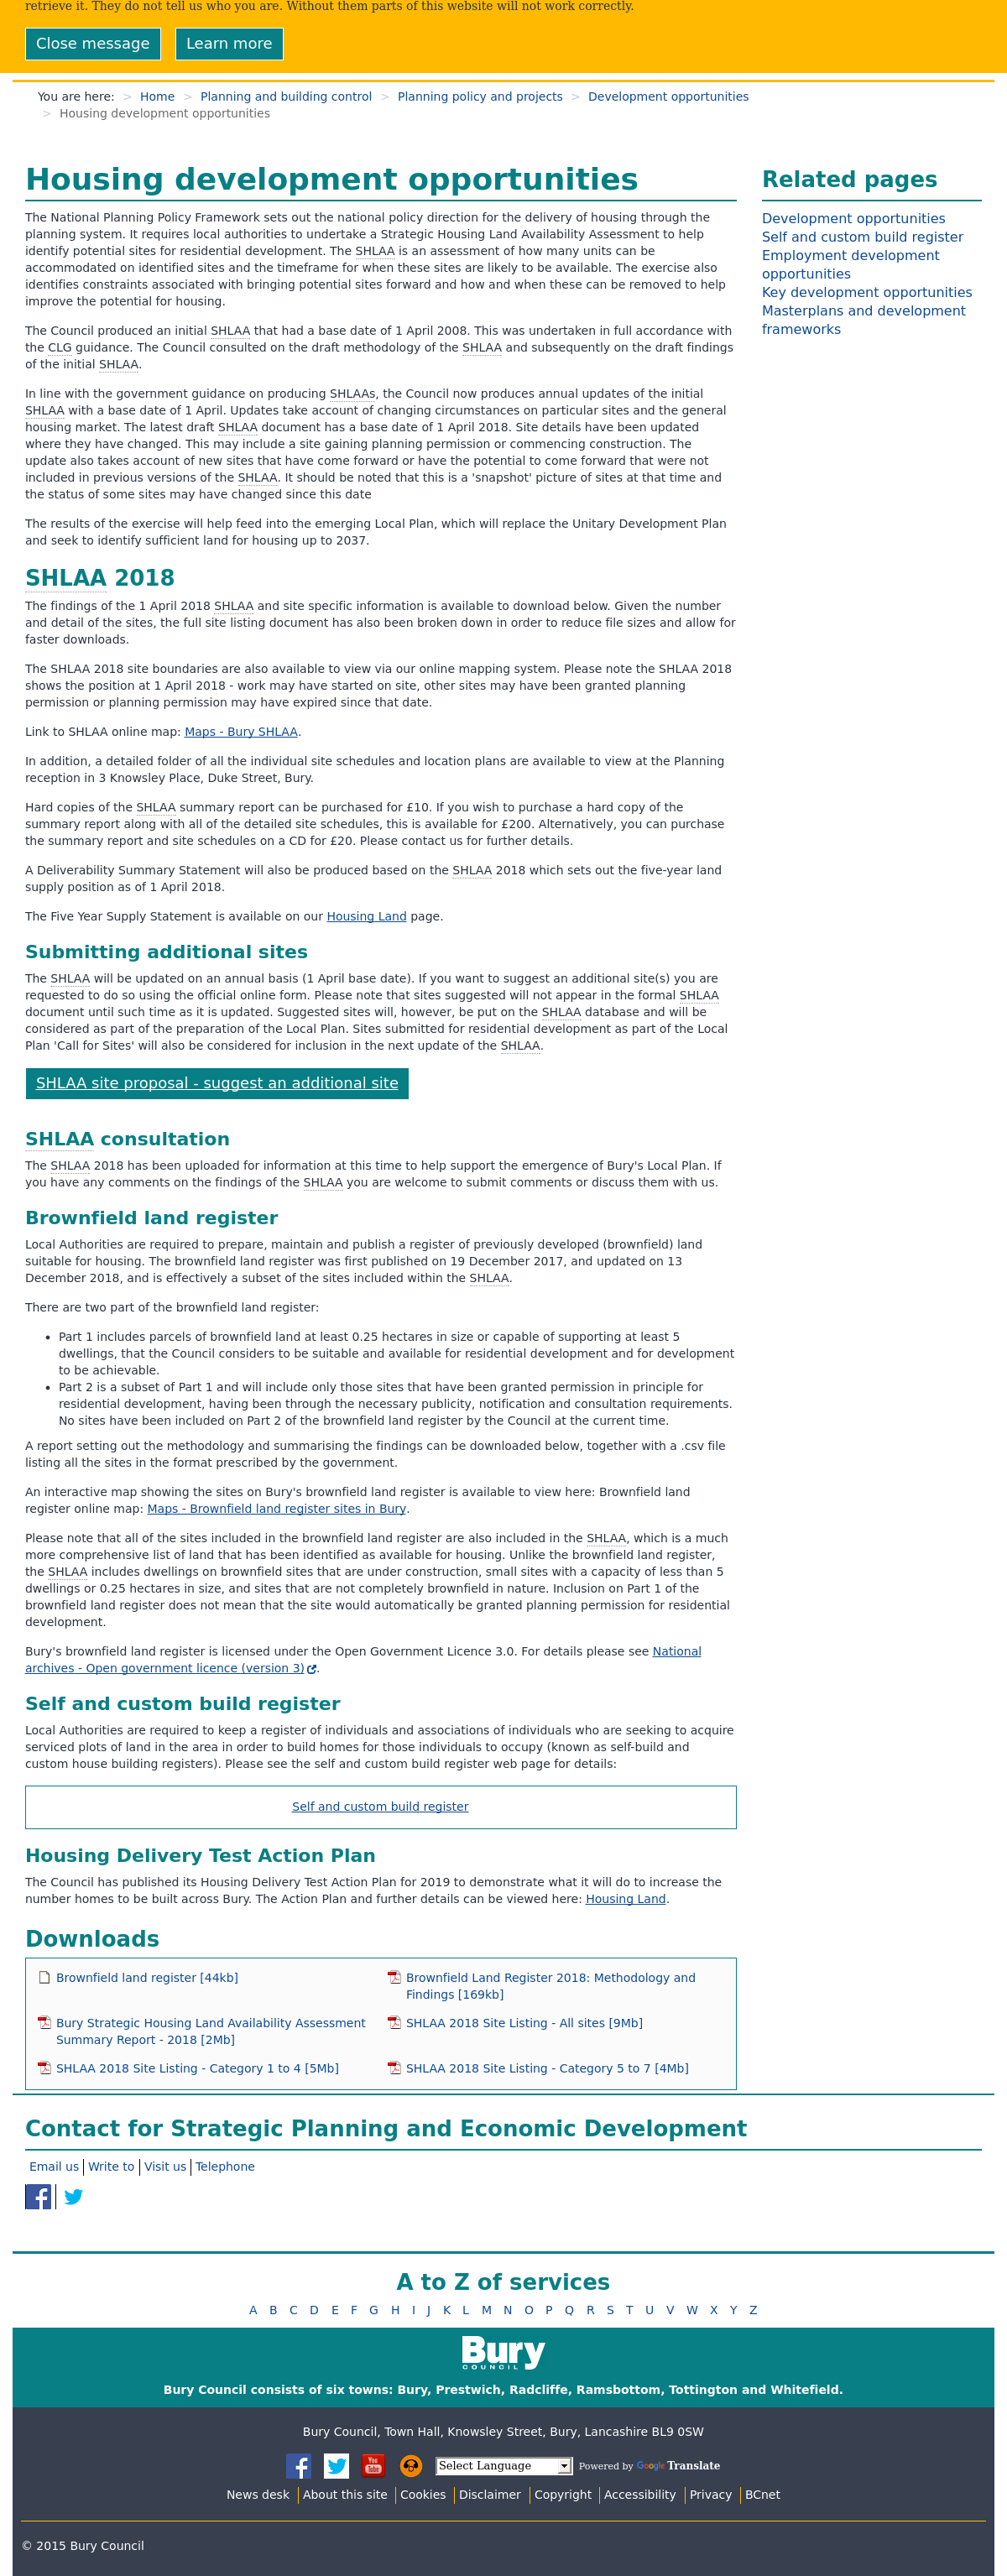 retrieve it. They do not tell us who you are. Without them parts of this website will not work correctly.
Close message
Learn more
You are here: > Home > Planning and building control > Planning policy and projects > Development opportunities
> Housing development opportunities
Housing development opportunities
The National Planning Policy Framework sets out the national policy direction for the delivery of housing through the
planning system. It requires local authorities to undertake a Strategic Housing Land Availability Assessment to help
identify potential sites for residential development. The SHLAA is an assessment of how many units can be
accommodated on identified sites and the timeframe for when these sites are likely to be available. The exercise also
identifies constraints associated with bringing potential sites forward and how and when these can be removed to help
improve the potential for housing.
The Council produced an initial SHLAA that had a base date of 1 April 2008. This was undertaken in full accordance with
the CLG guidance. The Council consulted on the draft methodology of the SHLAA and subsequently on the draft findings
of the initial SHLAA.
In line with the government guidance on producing SHLAAs, the Council now produces annual updates of the initial
SHLAA with a base date of 1 April. Updates take account of changing circumstances on particular sites and the general
housing market. The latest draft SHLAA document has a base date of 1 April 2018. Site details have been updated
where they have changed. This may include a site gaining planning permission or commencing construction. The
update also takes account of new sites that have come forward or have the potential to come forward that were not
included in previous versions of the SHLAA. It should be noted that this is a 'snapshot' picture of sites at that time and
the status of some sites may have changed since this date
The results of the exercise will help feed into the emerging Local Plan, which will replace the Unitary Development Plan
and seek to identify sufficient land for housing up to 2037.
SHLAA 2018
The findings of the 1 April 2018 SHLAA and site specific information is available to download below. Given the number
and detail of the sites, the full site listing document has also been broken down in order to reduce file sizes and allow for
faster downloads.
The SHLAA 2018 site boundaries are also available to view via our online mapping system. Please note the SHLAA 2018
shows the position at 1 April 2018 - work may have started on site, other sites may have been granted planning
permission or planning permission may have expired since that date.
Link to SHLAA online map: Maps - Bury SHLAA.
In addition, a detailed folder of all the individual site schedules and location plans are available to view at the Planning
reception in 3 Knowsley Place, Duke Street, Bury.
Hard copies of the SHLAA summary report can be purchased for £10. If you wish to purchase a hard copy of the
summary report along with all of the detailed site schedules, this is available for £200. Alternatively, you can purchase
the summary report and site schedules on a CD for £20. Please contact us for further details.
A Deliverability Summary Statement will also be produced based on the SHLAA 2018 which sets out the five-year land
supply position as of 1 April 2018.
The Five Year Supply Statement is available on our Housing Land page.
Submitting additional sites
The SHLAA will be updated on an annual basis (1 April base date). If you want to suggest an additional site(s) you are
requested to do so using the official online form. Please note that sites suggested will not appear in the formal SHLAA
document until such time as it is updated. Suggested sites will, however, be put on the SHLAA database and will be
considered as part of the preparation of the Local Plan. Sites submitted for residential development as part of the Local
Plan 'Call for Sites' will also be considered for inclusion in the next update of the SHLAA.
SHLAA site proposal - suggest an additional site
SHLAA consultation
The SHLAA 2018 has been uploaded for information at this time to help support the emergence of Bury's Local Plan. If
you have any comments on the findings of the SHLAA you are welcome to submit comments or discuss them with us.
Brownfield land register
Local Authorities are required to prepare, maintain and publish a register of previously developed (brownfield) land
suitable for housing. The brownfield land register was first published on 19 December 2017, and updated on 13
December 2018, and is effectively a subset of the sites included within the SHLAA.
There are two part of the brownfield land register:
• Part 1 includes parcels of brownfield land at least 0.25 hectares in size or capable of supporting at least 5
dwellings, that the Council considers to be suitable and available for residential development and for development
to be achievable.
• Part 2 is a subset of Part 1 and will include only those sites that have been granted permission in principle for
residential development, having been through the necessary publicity, notification and consultation requirements.
No sites have been included on Part 2 of the brownfield land register by the Council at the current time.
A report setting out the methodology and summarising the findings can be downloaded below, together with a .csv file
listing all the sites in the format prescribed by the government.
An interactive map showing the sites on Bury's brownfield land register is available to view here: Brownfield land
register online map: Maps - Brownfield land register sites in Bury.
Please note that all of the sites included in the brownfield land register are also included in the SHLAA, which is a much
more comprehensive list of land that has been identified as available for housing. Unlike the brownfield land register,
the SHLAA includes dwellings on brownfield sites that are under construction, small sites with a capacity of less than 5
dwellings or 0.25 hectares in size, and sites that are not completely brownfield in nature. Inclusion on Part 1 of the
brownfield land register does not mean that the site would automatically be granted planning permission for residential
development.
Bury's brownfield land register is licensed under the Open Government Licence 3.0. For details please see National
archives - Open government licence (version 3).
Self and custom build register
Local Authorities are required to keep a register of individuals and associations of individuals who are seeking to acquire
serviced plots of land in the area in order to build homes for those individuals to occupy (known as self-build and
custom house building registers). Please see the self and custom build register web page for details:
Self and custom build register
Housing Delivery Test Action Plan
The Council has published its Housing Delivery Test Action Plan for 2019 to demonstrate what it will do to increase the
number homes to be built across Bury. The Action Plan and further details can be viewed here: Housing Land.
Downloads
Brownfield land register [44kb]
Brownfield Land Register 2018: Methodology and
Findings [169kb]
Bury Strategic Housing Land Availability Assessment
Summary Report - 2018 [2Mb]
SHLAA 2018 Site Listing - All sites [9Mb]
SHLAA 2018 Site Listing - Category 1 to 4 [5Mb]
SHLAA 2018 Site Listing - Category 5 to 7 [4Mb]
Related pages
Development opportunities
Self and custom build register
Employment development
opportunities
Key development opportunities
Masterplans and development
frameworks
Contact for Strategic Planning and Economic Development
Email us
Write to
Visit us
Telephone
A to Z of services
A B C D E F G H I J K L M N O P Q R S T U V W X Y Z
Bury
COUNCIL
Bury Council consists of six towns: Bury, Prestwich, Radcliffe, Ramsbottom, Tottington and Whitefield.
Bury Council, Town Hall, Knowsley Street, Bury, Lancashire BL9 0SW
You Tube
Select Language
Powered by Google Translate
News desk
About this site
Cookies
Disclaimer
Copyright
Accessibility
Privacy
BCnet
© 2015 Bury Council